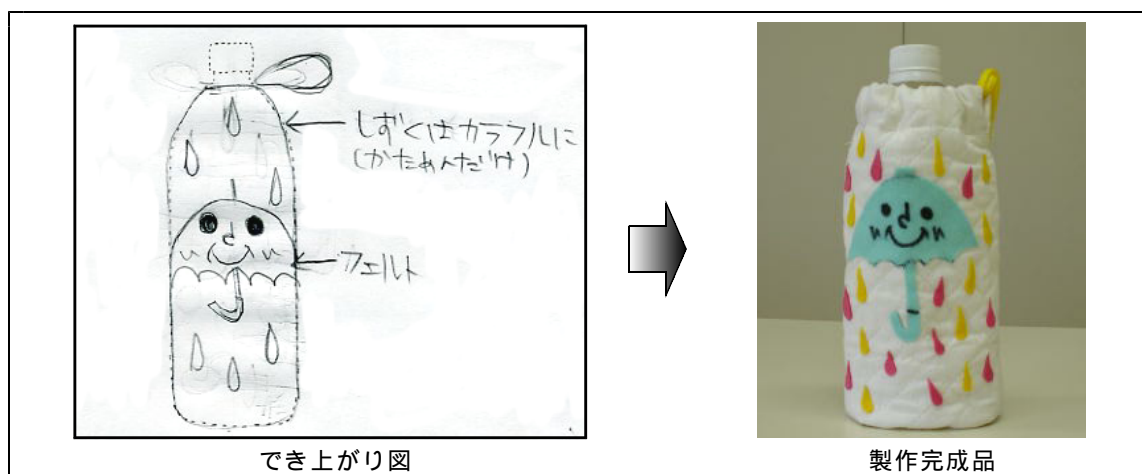 しずくはカラフルに
(かためんだけ)
フェルト
でき上がり図
製作完成品